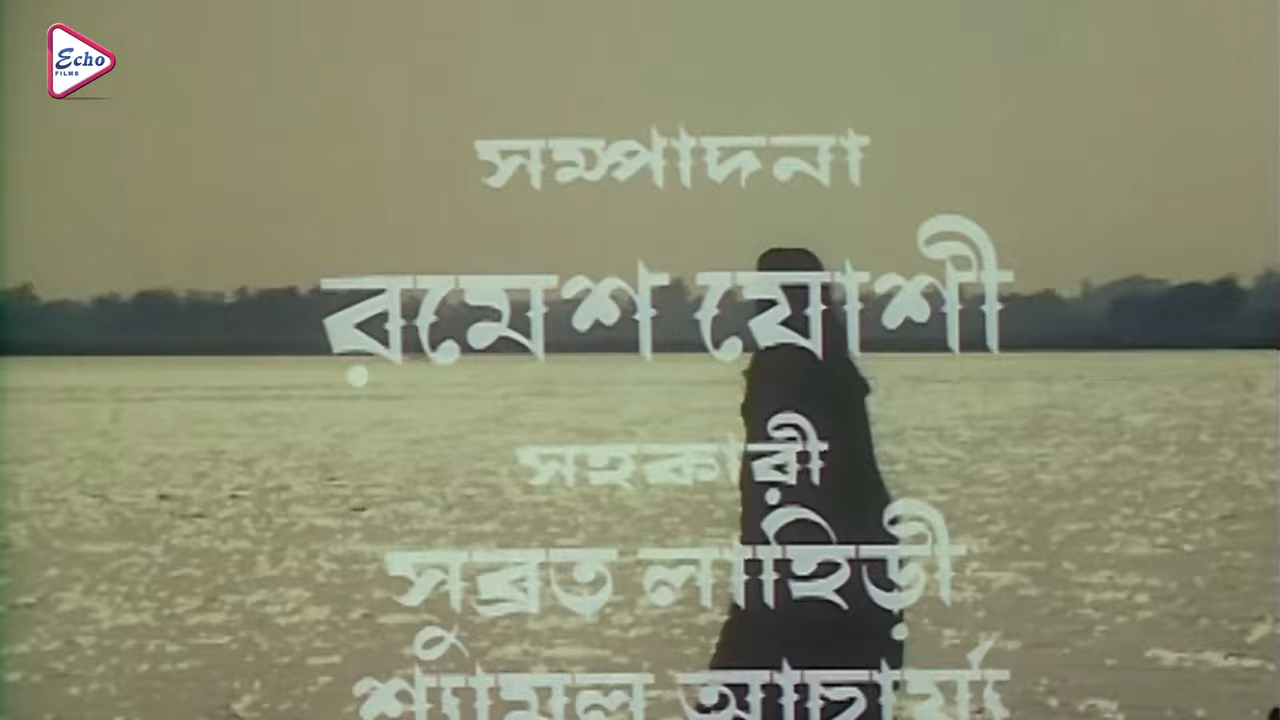 Echo
FILMS
সম্পাদনা
রমেশ যোশী
সহকারী
সুব্রত লাহিড়ী
শ্যামল আচার্য্য